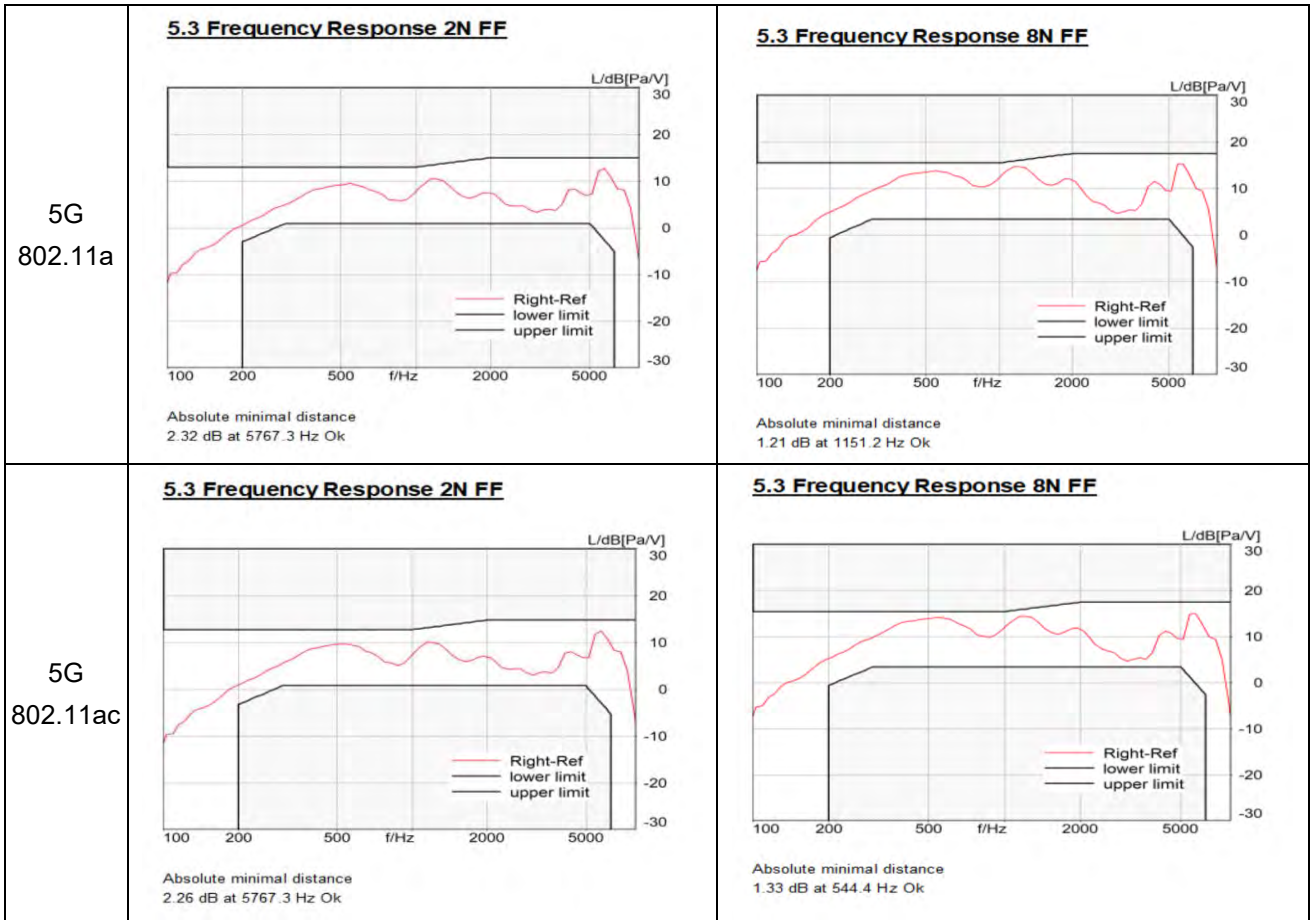 5G
802.11a
5.3 Frequency Response 2N FF
L/dB[Pa/V]
30
20
10
0
-10
-20
-30
Right-Ref
lower limit
upper limit
100 200 500 f/Hz 2000 5000
Absolute minimal distance
2.32 dB at 5767.3 Hz Ok
5.3 Frequency Response 8N FF
L/dB[Pa/V]
30
20
10
0
-10
-20
-30
Right-Ref
lower limit
upper limit
100 200 500 f/Hz 2000 5000
Absolute minimal distance
1.21 dB at 1151.2 Hz Ok
5G
802.11ac
5.3 Frequency Response 2N FF
L/dB[Pa/V]
30
20
10
0
-10
-20
-30
Right-Ref
lower limit
upper limit
100 200 500 f/Hz 2000 5000
Absolute minimal distance
2.26 dB at 5767.3 Hz Ok
5.3 Frequency Response 8N FF
L/dB[Pa/V]
30
20
10
0
-10
-20
-30
Right-Ref
lower limit
upper limit
100 200 500 f/Hz 2000 5000
Absolute minimal distance
1.33 dB at 544.4 Hz Ok